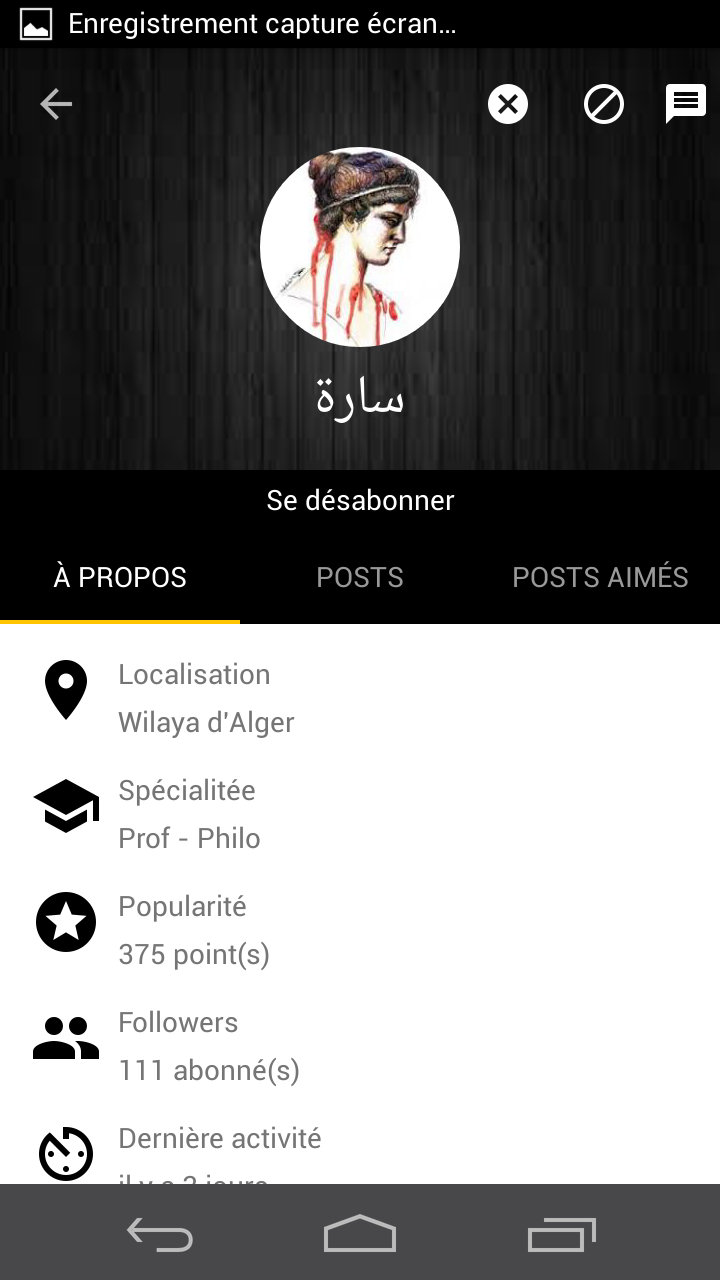 Enregistrement capture écran...
سارة
Se désabonner
À PROPOS
POSTS
POSTS AIMÉS
Localisation
Wilaya d'Alger
Spécialitée
Prof - Philo
Popularité
375 point(s)
Followers
111 abonné(s)
Dernière activité